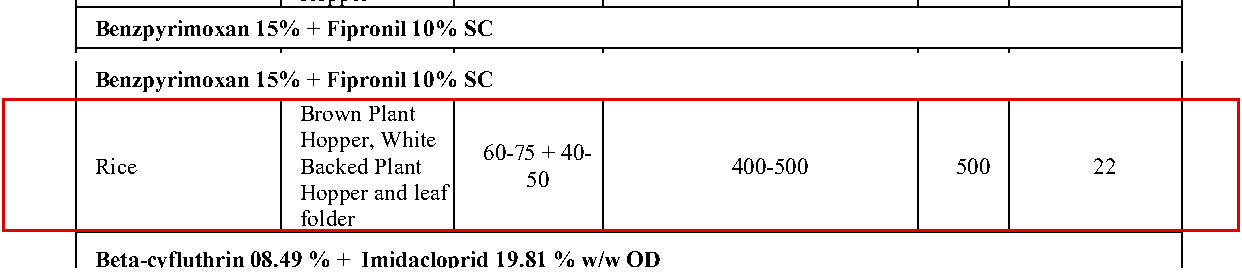 Hopper
Benzpyrimoxan 15% + Fipronil 10% SC
Benzpyrimoxan 15% + Fipronil 10% SC
Rice
Brown Plant
Hopper, White
Backed Plant
Hopper and leaf
folder
60-75 + 40-
50
400-500
500
22
Beta-cyfluthrin 08.49 % + Imidacloprid 19.81 % w/w OD